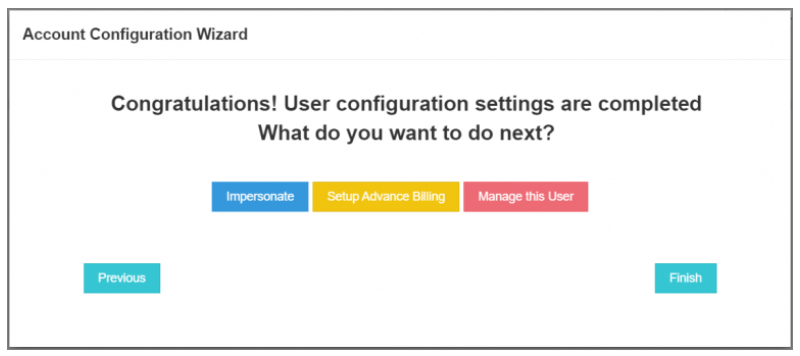 Account Configuration Wizard
Congratulations! User configuration settings are completed
What do you want to do next?
Impersonate
Setup Advance Billing
Manage this User
Previous
Finish